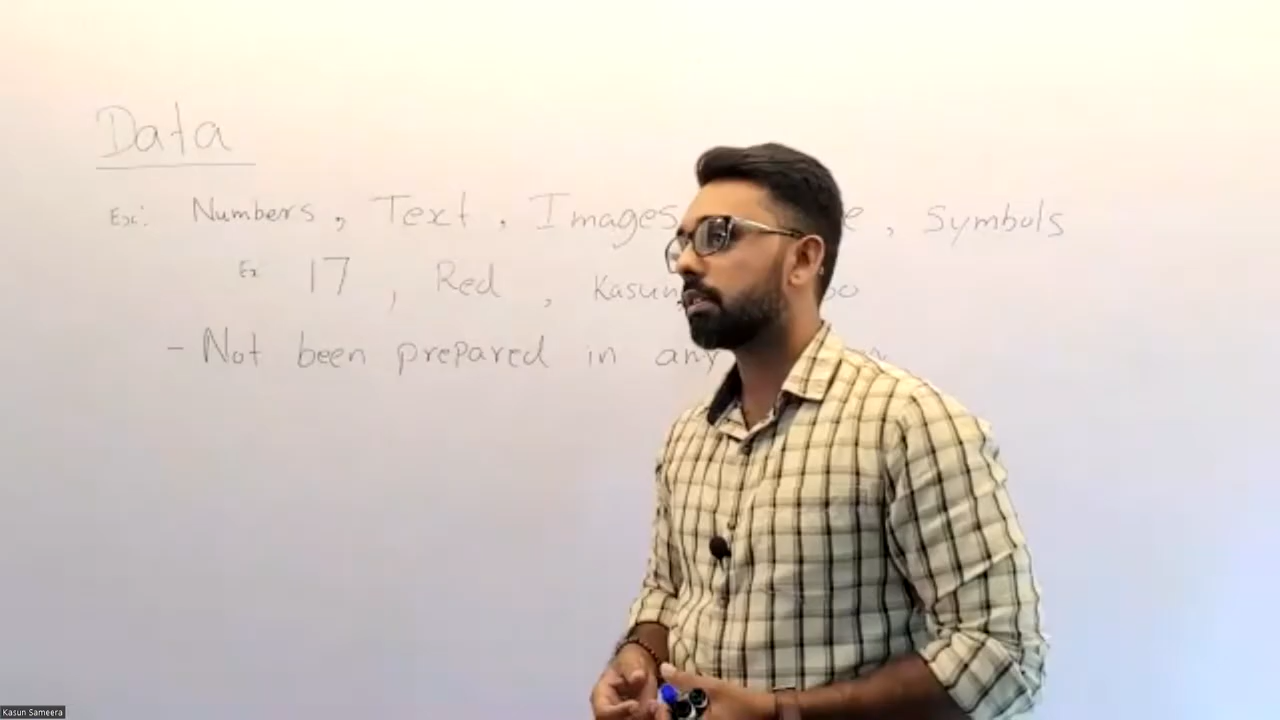 Data
Ex: Numbers, Text, Images, Symbols
Ex 17, Red, Kasun
- Not been prepared in any
Kasun Sameera